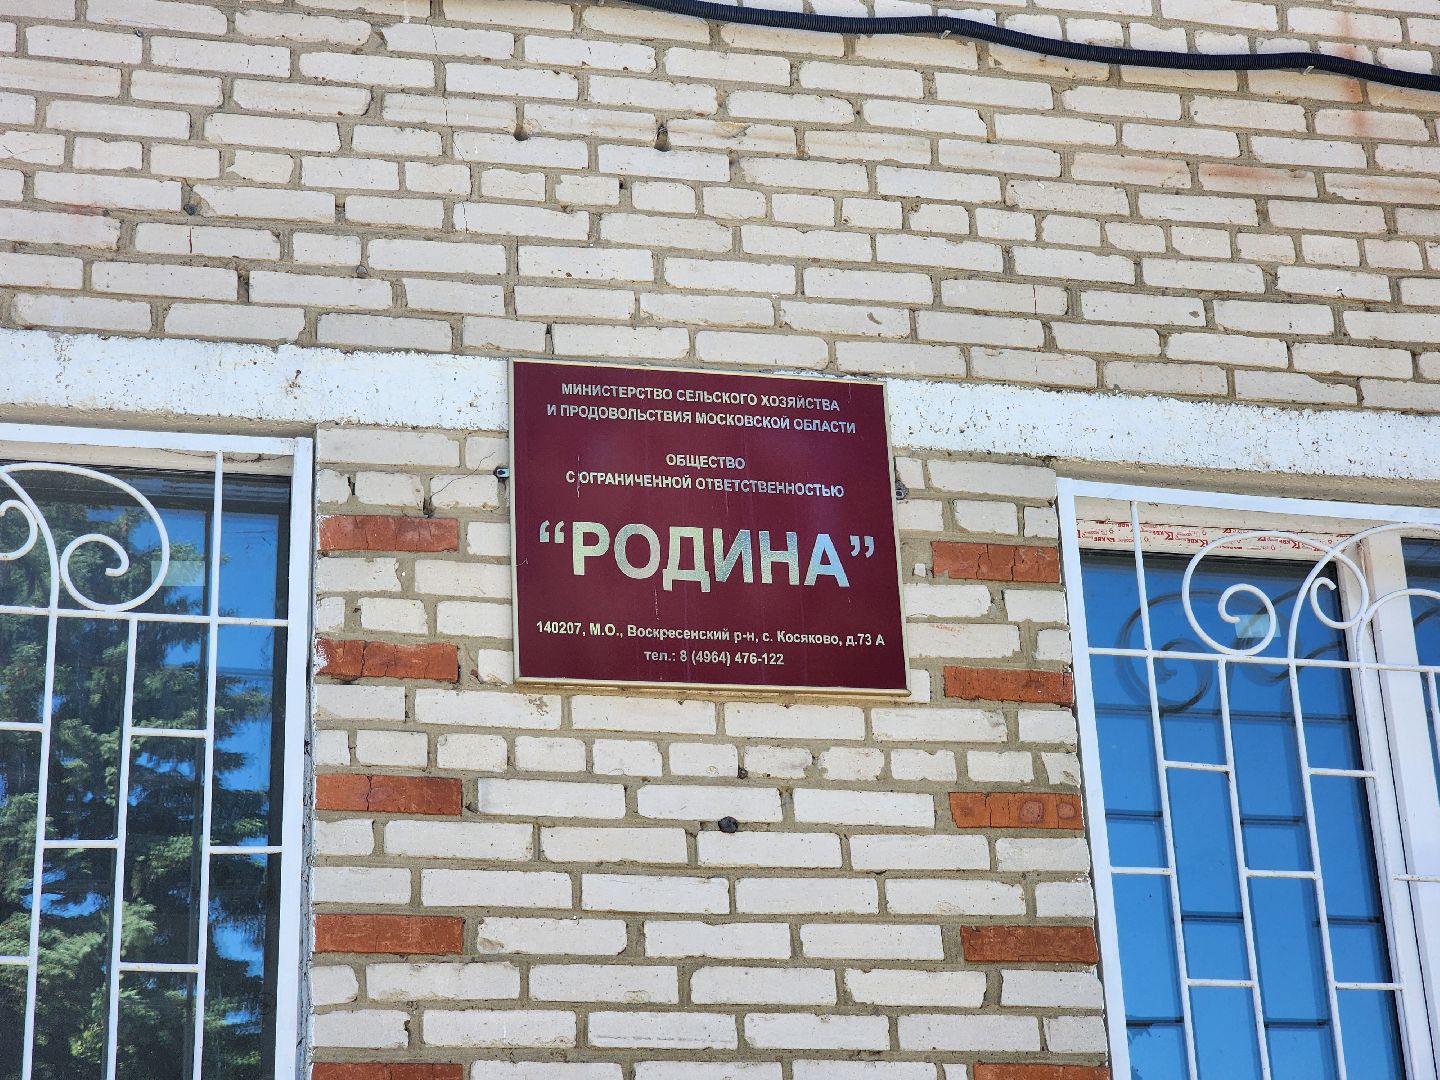 МИНИСТЕРСТВО СЕЛЬСКОГО ХОЗЯЙСТВА
И ПРОДОВОЛЬСТВИЯ МОСКОВСКОЙ ОБЛАСТИ
ОБЩЕСТВО
С ОГРАНИЧЕННОЙ ОТВЕТСТВЕННОСТЬЮ
“РОДИНА”
140207, М.О., Воскресенский р-н, с. Косяково, д.73 А
тел.: 8 (4964) 476-122